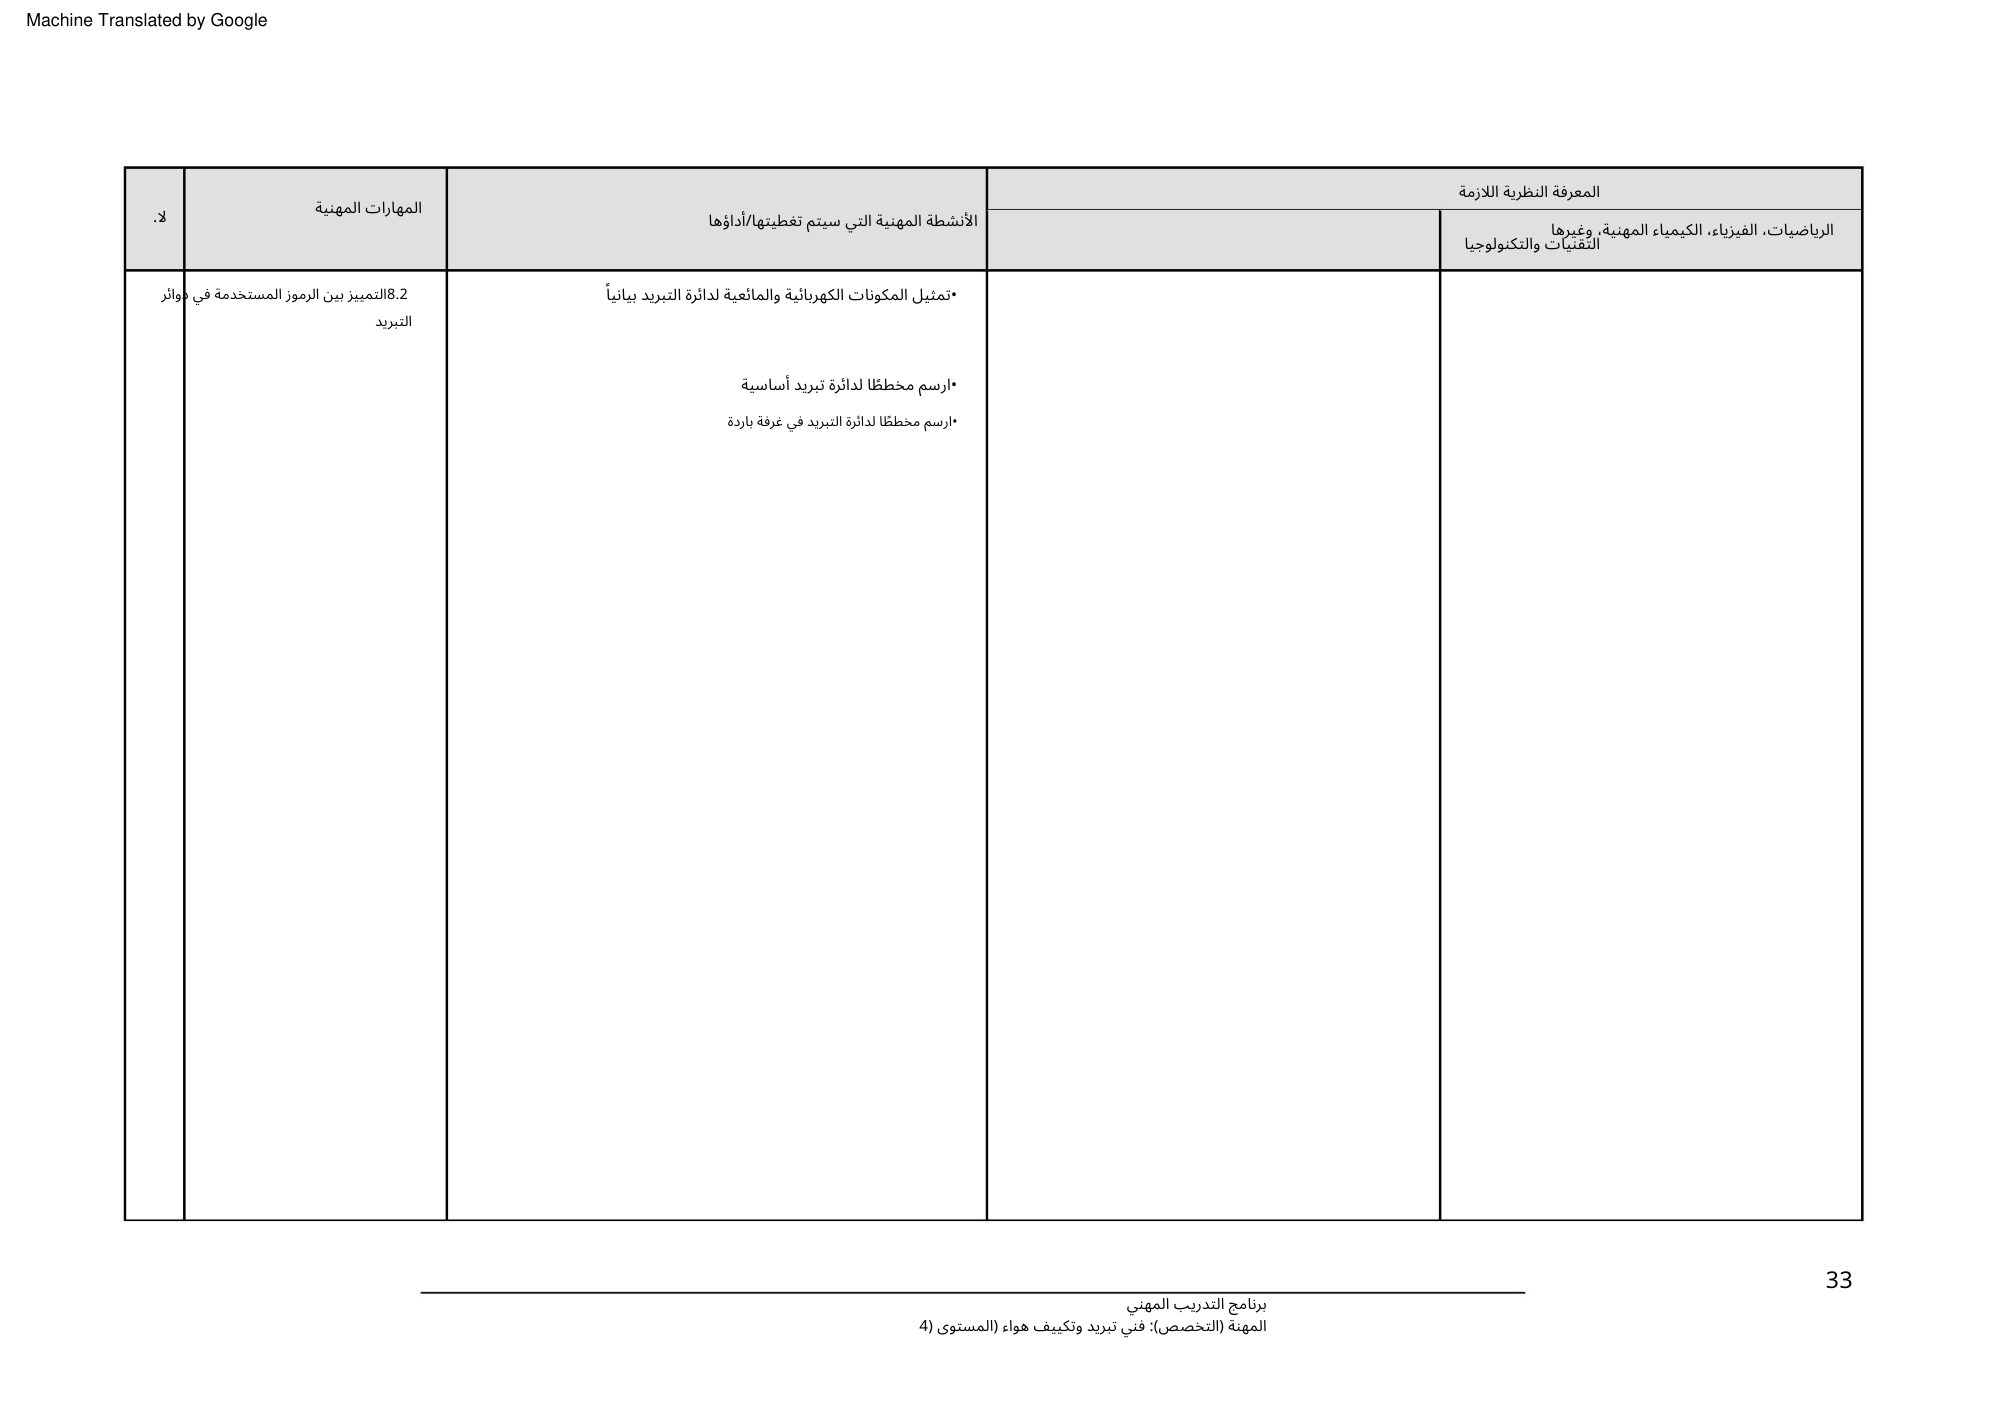 Machine Translated by Google
المعرفة النظرية اللازمة
لا.
المهارات المهنية
الأنشطة المهنية التي سيتم تغطيتها/أداؤها
الرياضيات، الفيزياء، الكيمياء المهنية، وغيرها
التقنيات والتكنولوجيا
8.2التمييز بين الرموز المستخدمة في دوائر
التبريد
•تمثيل المكونات الكهربائية والمائعية لدائرة التبريد بيانياً
•ارسم مخططًا لدائرة تبريد أساسية
•ارسم مخططًا لدائرة التبريد في غرفة باردة
33
برنامج التدريب المهني
المهنة (التخصص): فني تبريد وتكييف هواء (المستوى (4